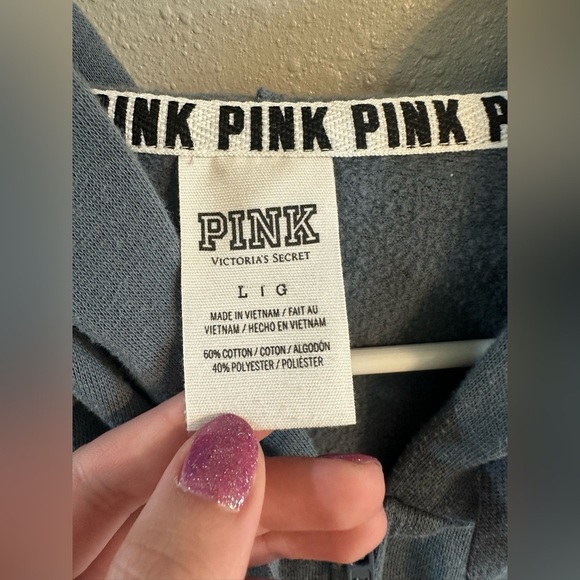 PINK PINK PINK
PINK
VICTORIA'S SECRET
L | G
MADE IN VIETNAM / FAIT AU
VIETNAM / HECHO EN VIETNAM
60% COTTON / COTON / ALGODÓN
40% POLYESTER / POLIÉSTER